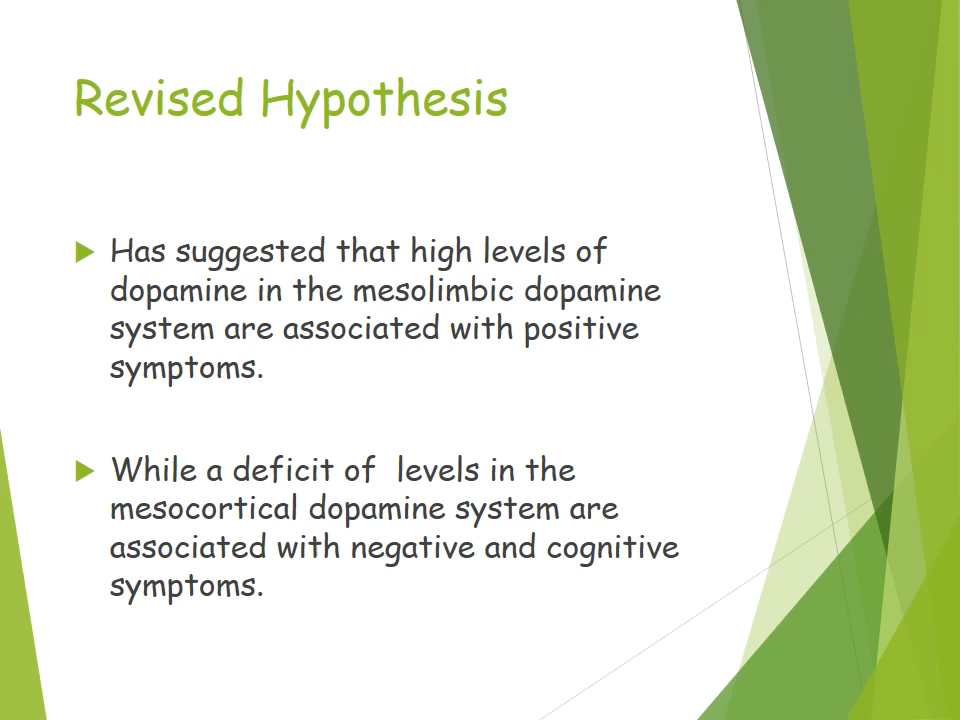 Revised Hypothesis
Has suggested that high levels of
dopamine in the mesolimbic dopamine
system are associated with positive
symptoms.
While a deficit of  levels in the
mesocortical dopamine system are
associated with negative and cognitive
symptoms.